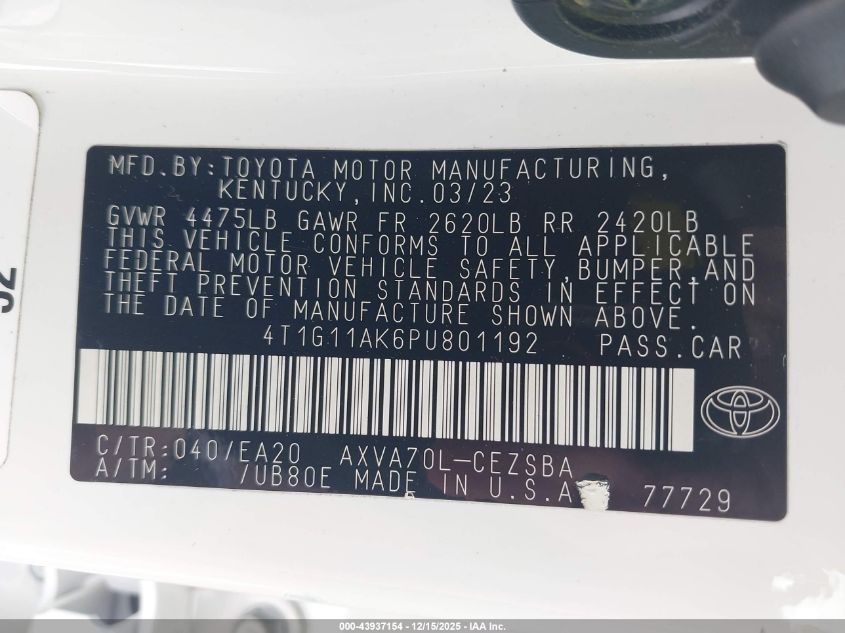 MFD.BY:TOYOTA MOTOR MANUFACTURING,
KENTUCKY,INC.03/23
GVWR 4475LB GAWR FR 2620LB RR 2420LB
THIS VEHICLE CONFORMS TO ALL APPLICABLE
FEDERAL MOTOR VEHICLE SAFETY,BUMPER,AND
THEFT PREVENTION STANDARDS IN EFFECT ON
THE DATE OF MANUFACTURE SHOWN ABOVE.
4T1G11AK6PU801192 PASS.CAR
C/TR:040/EA20 AXVA70L-CEZSBA
A/TM: /UB80E MADE IN U.S.A
77729
000-43937154 - 12/15/2025 - IAA Inc.